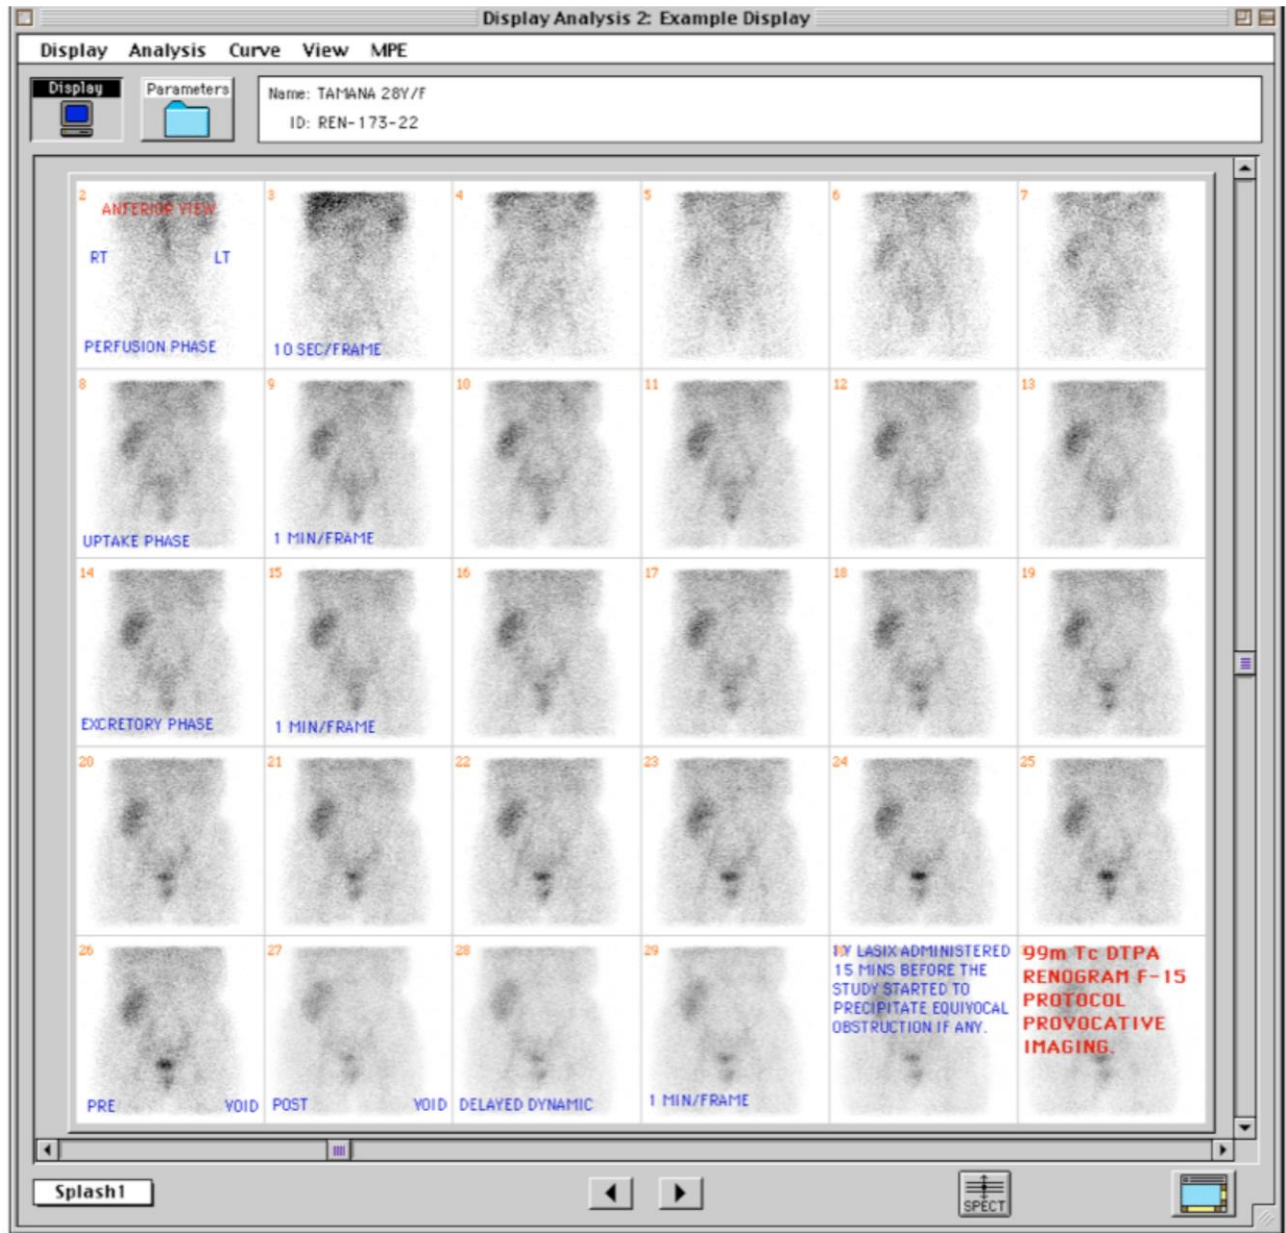 Display Analysis 2: Example Display
Display Analysis Curve View MPE
Display
Parameters
Name: TAMANA 28Y/F
ID: REN-173-22
2 3 4 5 6 7
ANTERIOR VIEW
RT LT
PERFUSION PHASE 10 SEC/FRAME
8 9 10 11 12 13
UPTAKE PHASE 1 MIN/FRAME
14 15 16 17 18 19
EXCRETORY PHASE 1 MIN/FRAME
20 21 22 23 24 25
26 27 28 29
LASIX ADMINISTERED
15 MINS BEFORE THE
STUDY STARTED TO
PRECIPITATE EQUIVOCAL
OBSTRUCTION IF ANY.
99m Tc DTPA
RENOGRAM F-15
PROTOCOL
PROVOCATIVE
IMAGING.
PRE VOID POST VOID DELAYED DYNAMIC 1 MIN/FRAME
Splash1
SPECT